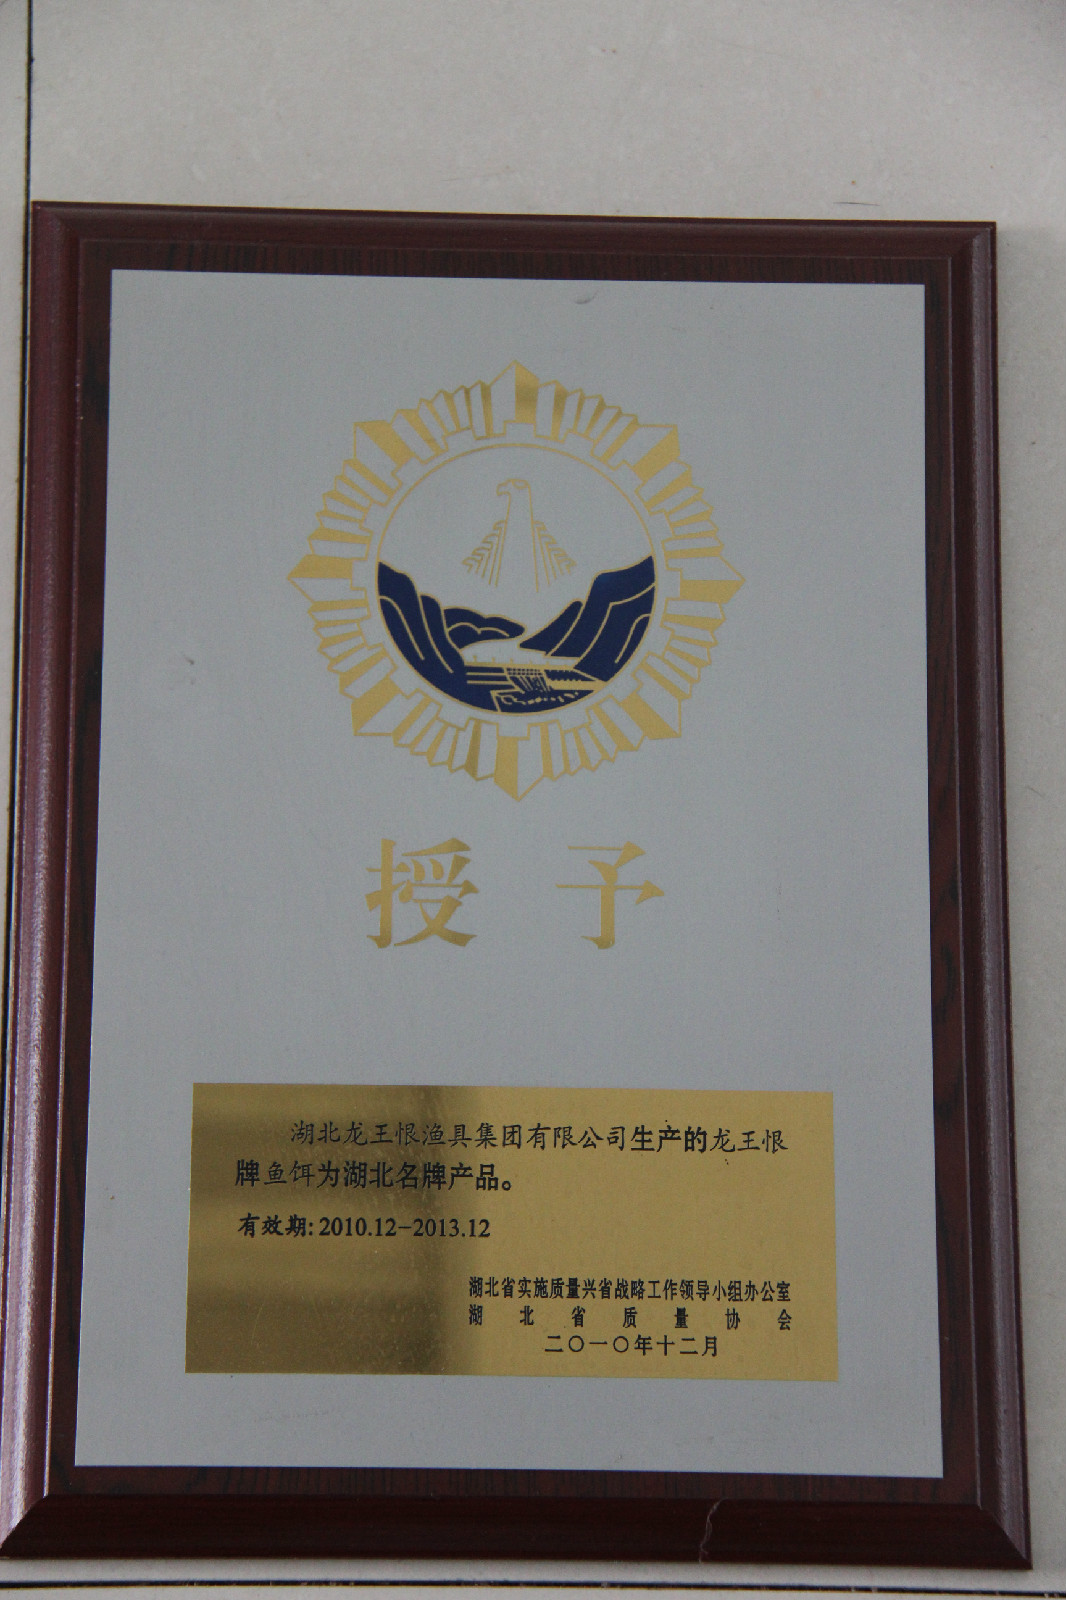 授予
湖北龙王恨渔具集团有限公司生产的龙王恨
牌鱼饵为湖北名牌产品。
有效期:2010.12-2013.12
湖北省实施质量兴省战略工作领导小组办公室
湖北省质量协会
二〇一〇年十二月